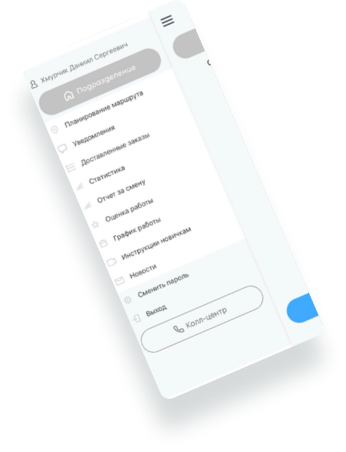 Хмурчик Даниил Сергеевич
Подразделение
Планирование маршрута
Уведомления
Доставленные заказы
Статистика
Отчет за смену
Оценка работы
График работы
Инструкции новичкам
Новости
Сменить пароль
Выход
Колл-центр